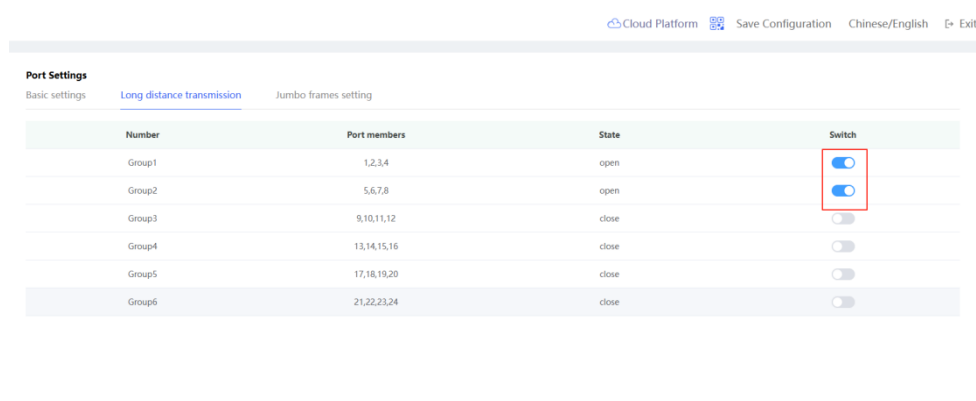 Cloud Platform Save Configuration Chinese/English Exit
Port Settings
Basic settings Long distance transmission Jumbo frames setting
Number Port members State Switch
Group1 1,2,3,4 open
Group2 5,6,7,8 open
Group3 9,10,11,12 close
Group4 13,14,15,16 close
Group5 17,18,19,20 close
Group6 21,22,23,24 close